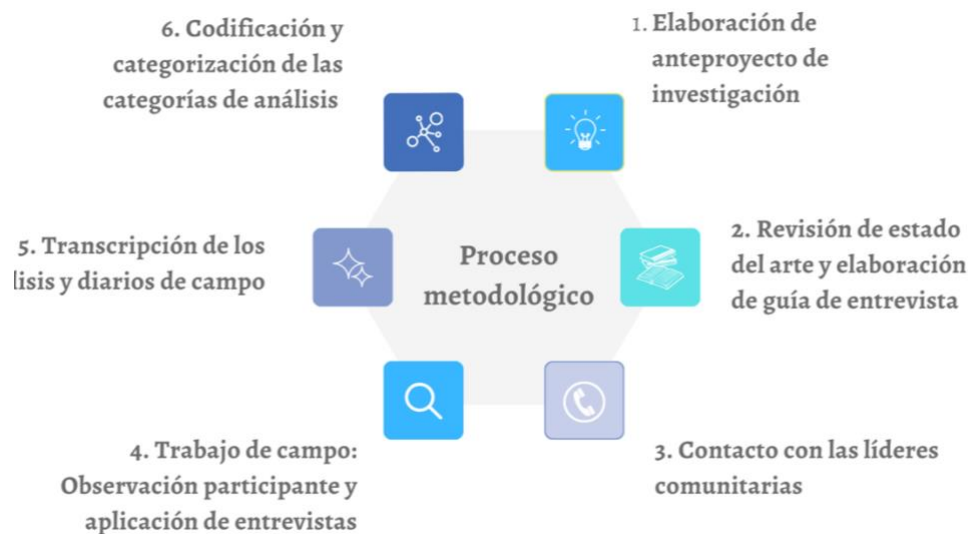 1. Elaboración de
anteproyecto de
investigación
2. Revisión de estado
del arte y elaboración
de guía de entrevista
3. Contacto con las líderes
comunitarias
4. Trabajo de campo:
Observación participante y
aplicación de entrevistas
5. Transcripción de los
lisis y diarios de campo
6. Codificación y
categorización de las
categorías de análisis
Proceso
metodológico